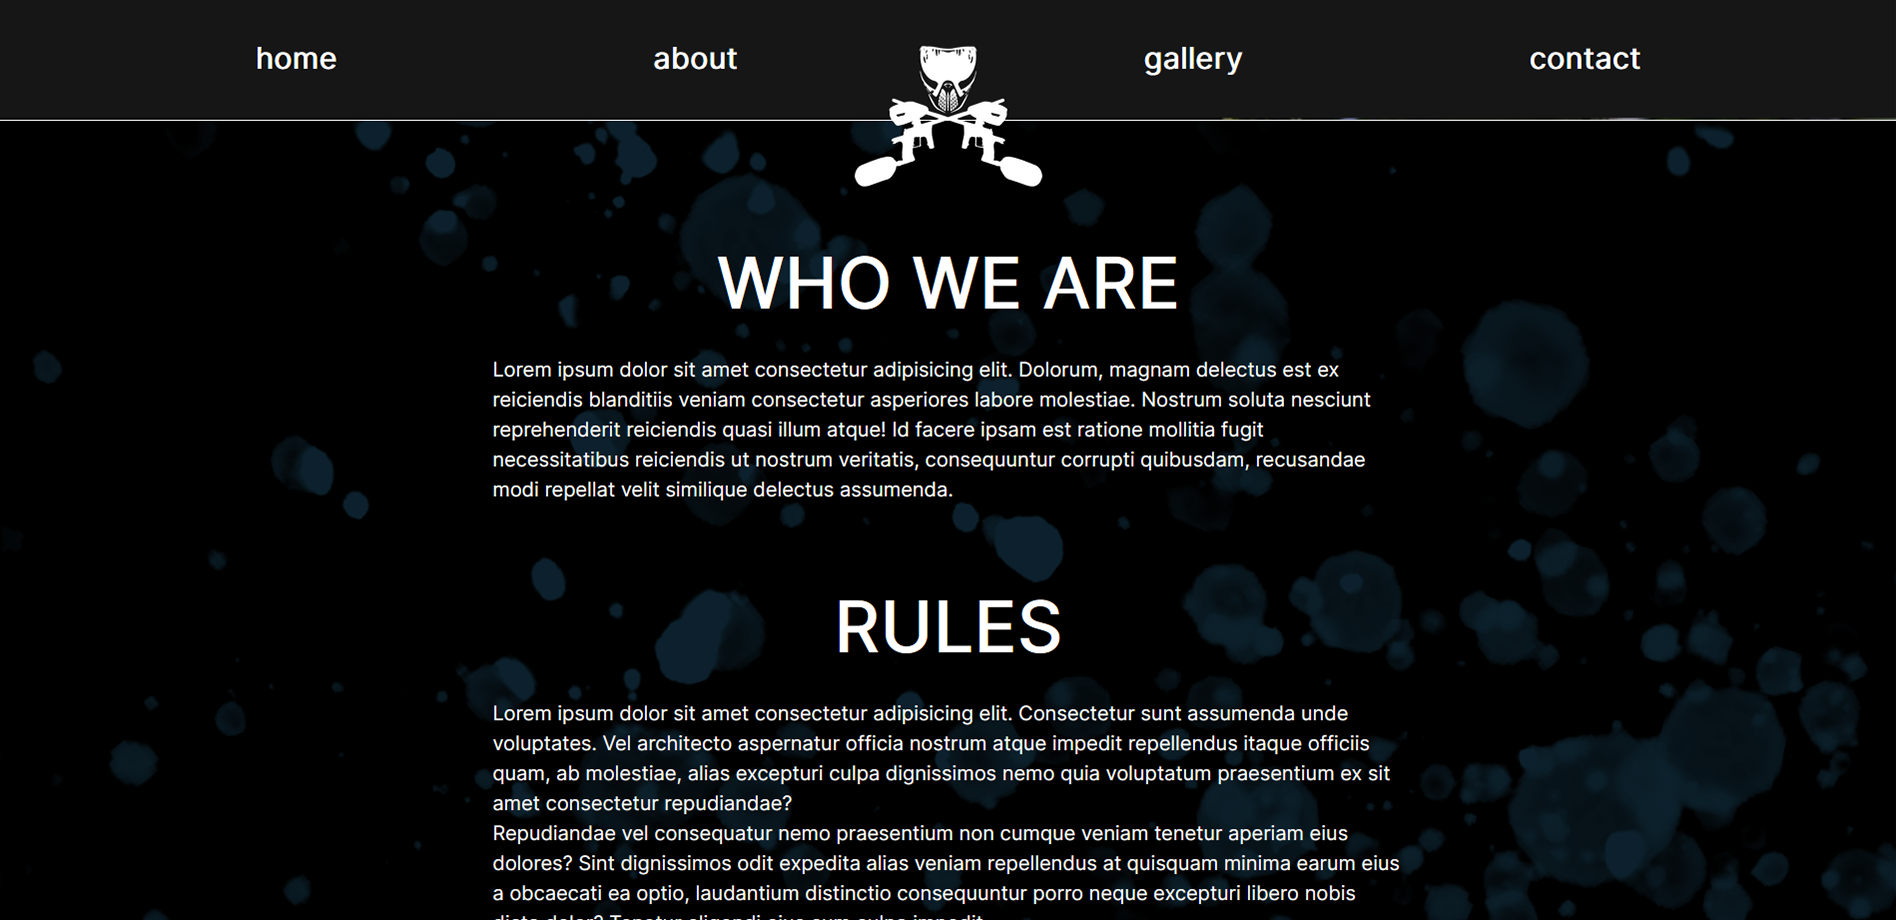 home about gallery contact
WHO WE ARE
Lorem ipsum dolor sit amet consectetur adipisicing elit. Dolorum, magnam delectus est ex
reiciendis blanditiis veniam consectetur asperiores labore molestiae. Nostrum soluta nesciunt
reprehenderit reiciendis quasi illum atque! Id facere ipsam est ratione mollitia fugit
necessitatibus reiciendis ut nostrum veritatis, consequuntur corrupti quibusdam, recusandae
modi repellat velit similique delectus assumenda.
RULES
Lorem ipsum dolor sit amet consectetur adipisicing elit. Consectetur sunt assumenda unde
voluptates. Vel architecto aspernatur officia nostrum atque impedit repellendus itaque officiis
quam, ab molestiae, alias excepturi culpa dignissimos nemo quia voluptatum praesentium ex sit
amet consectetur repudiandae?
Repudiandae vel consequatur nemo praesentium non cumque veniam tenetur aperiam eius
dolores? Sint dignissimos odit expedita alias veniam repellendus at quisquam minima earum eius
a obcaecati ea optio, laudantium distinctio consequuntur porro neque excepturi libero nobis